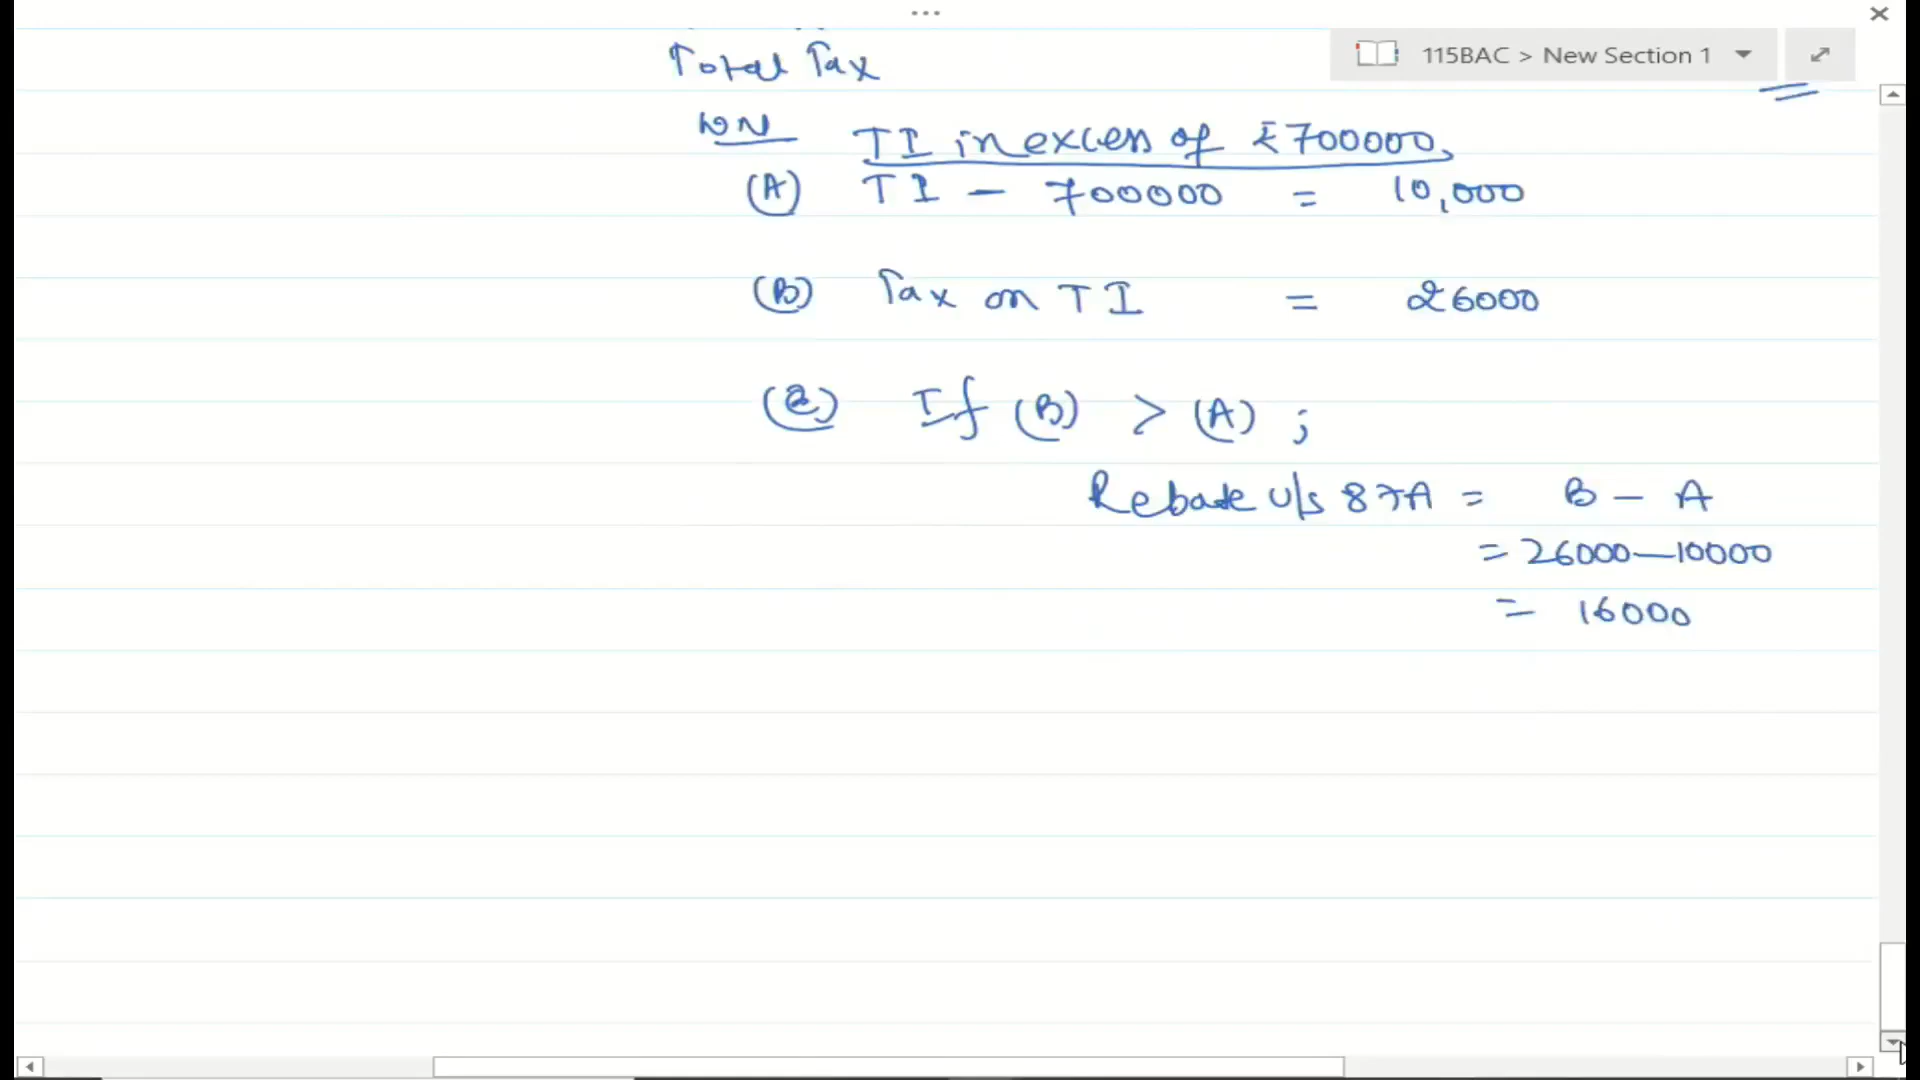 ...
Total Tax
115BAC > New Section 1
WN TI in excess of ₹700000,
(A) TI - 700000 = 10,000
(B) Tax on TI = 26000
(C) If (B) > (A) ;
Rebate u/s 87A = B - A
= 26000-10000
= 16000